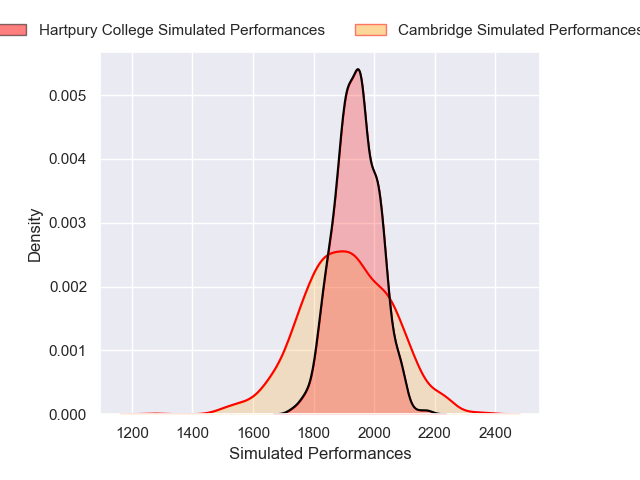 Hartpury College Simulated Performances Cambridge Simulated Performances
0.005
0.004
0.003
0.002
0.001
0.000
Density
1200 1400 1600 1800 2000 2200 2400
Simulated Performances